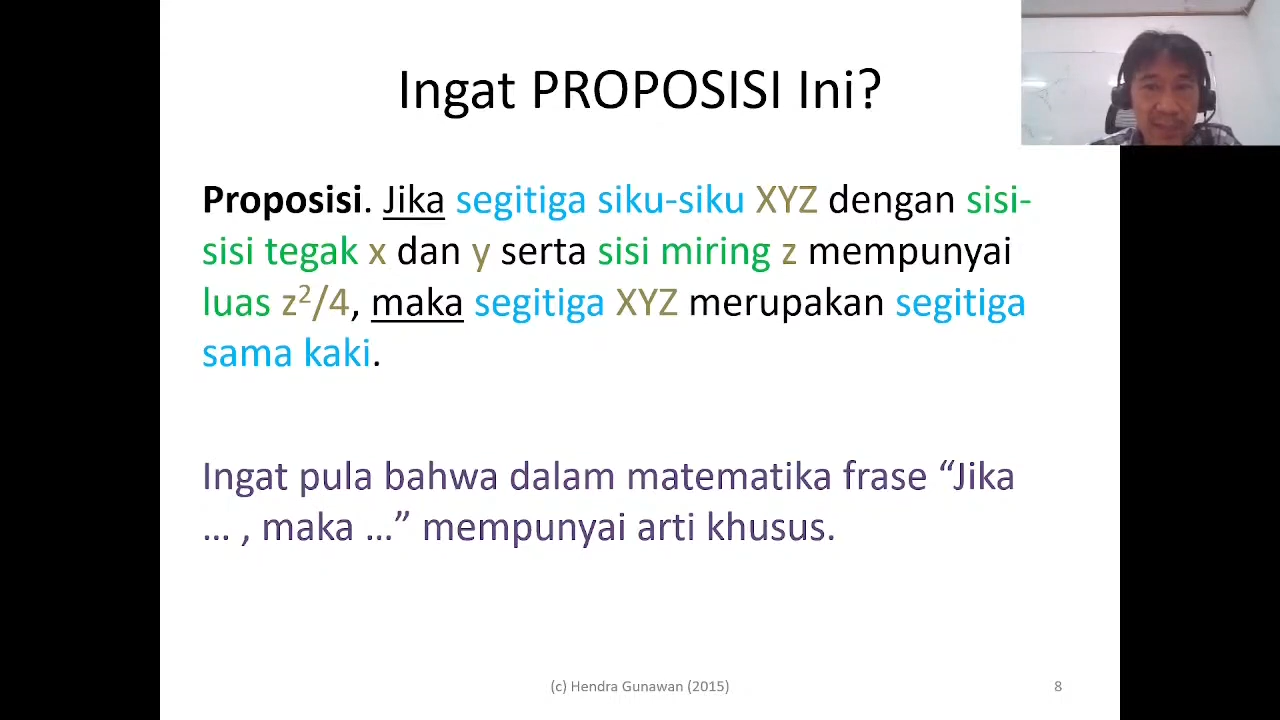 Ingat PROPOSISI Ini?
Proposisi. Jika segitiga siku-siku XYZ dengan sisi-
sisi tegak x dan y serta sisi miring z mempunyai
luas z²/4, maka segitiga XYZ merupakan segitiga
sama kaki.
Ingat pula bahwa dalam matematika frase “Jika
... , maka ...” mempunyai arti khusus.
(c) Hendra Gunawan (2015)
8